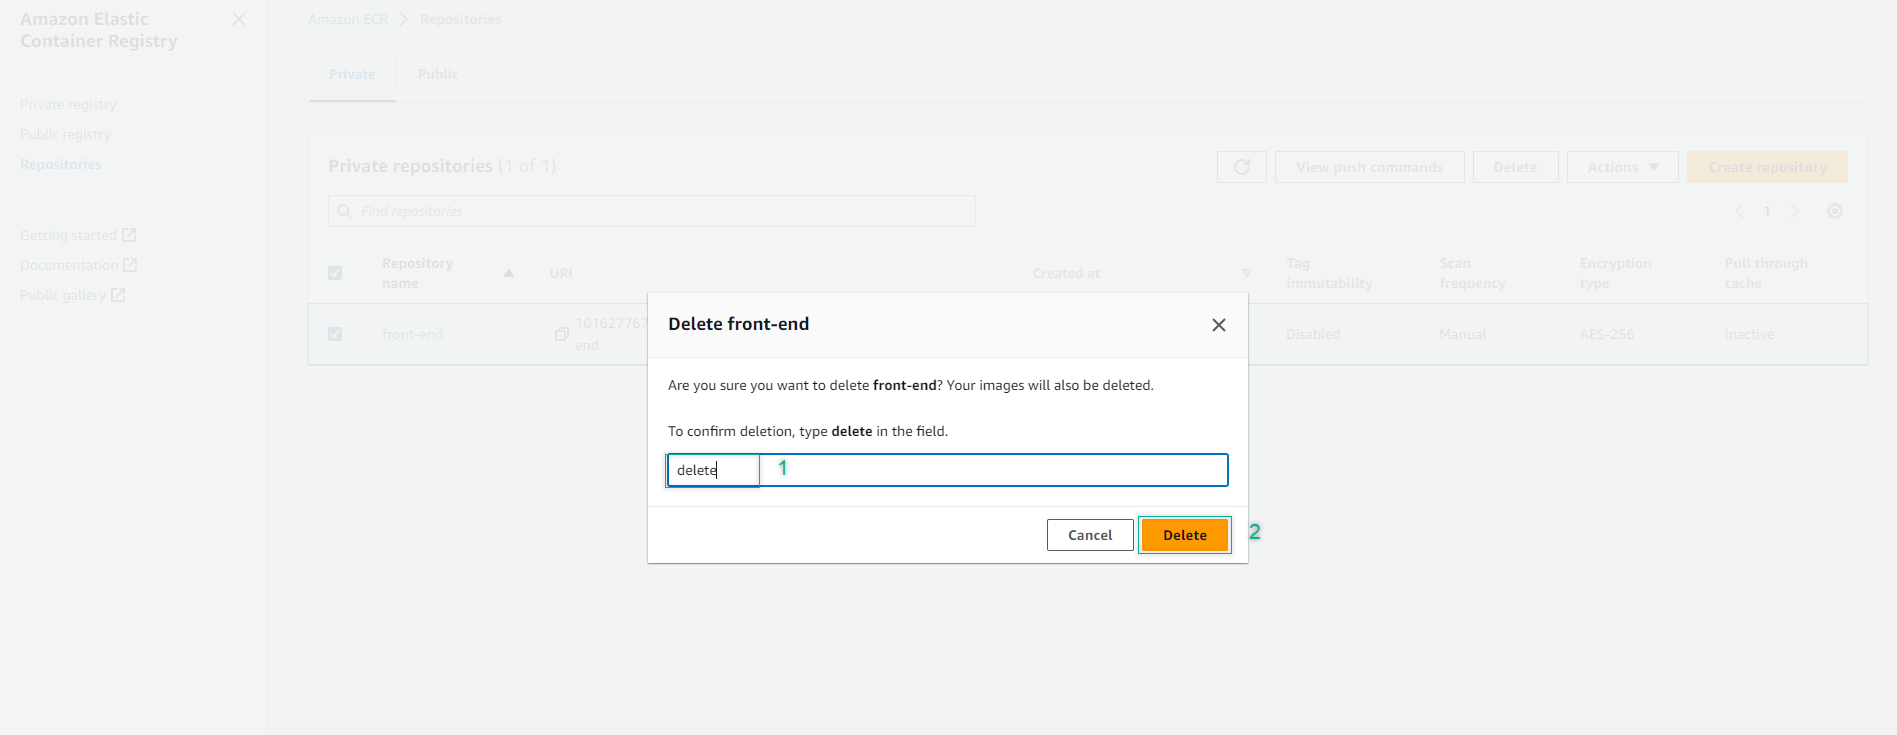 Amazon Elastic
Container Registry
Private registry
Public registry
Repositories
Getting started
Documentation
Public gallery
Amazon ECR
Repositories
Private
Public
Private repositories (1 of 1)
View push commands
Delete
Actions
Create repository
Find repositories
1
Repository
name
URI
Created at
Tag
immutability
Scan
frequency
Encryption
type
Pull through
cache
front-end
101627767
end
Disabled
Manual
AES-256
Inactive
Delete front-end
Are you sure you want to delete front-end? Your images will also be deleted.
To confirm deletion, type delete in the field.
delete
1
Cancel
Delete
2